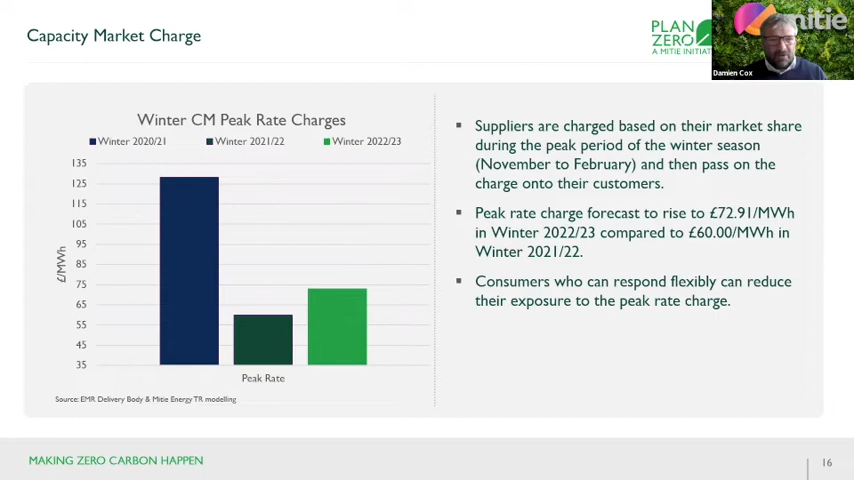 Capacity Market Charge
PLAN
ZERO
A MITIE INITIATI
mitie
Damien Cox
Winter CM Peak Rate Charges
Winter 2020/21 Winter 2021/22 Winter 2022/23
135
125
115
105
95
85
75
65
55
45
35
£/MWh
Peak Rate
Source: EMR Delivery Body & Mitie Energy TR modelling
Suppliers are charged based on their market share
during the peak period of the winter season
(November to February) and then pass on the
charge onto their customers.
Peak rate charge forecast to rise to £72.91/MWh
in Winter 2022/23 compared to £60.00/MWh in
Winter 2021/22.
Consumers who can respond flexibly can reduce
their exposure to the peak rate charge.
MAKING ZERO CARBON HAPPEN
16